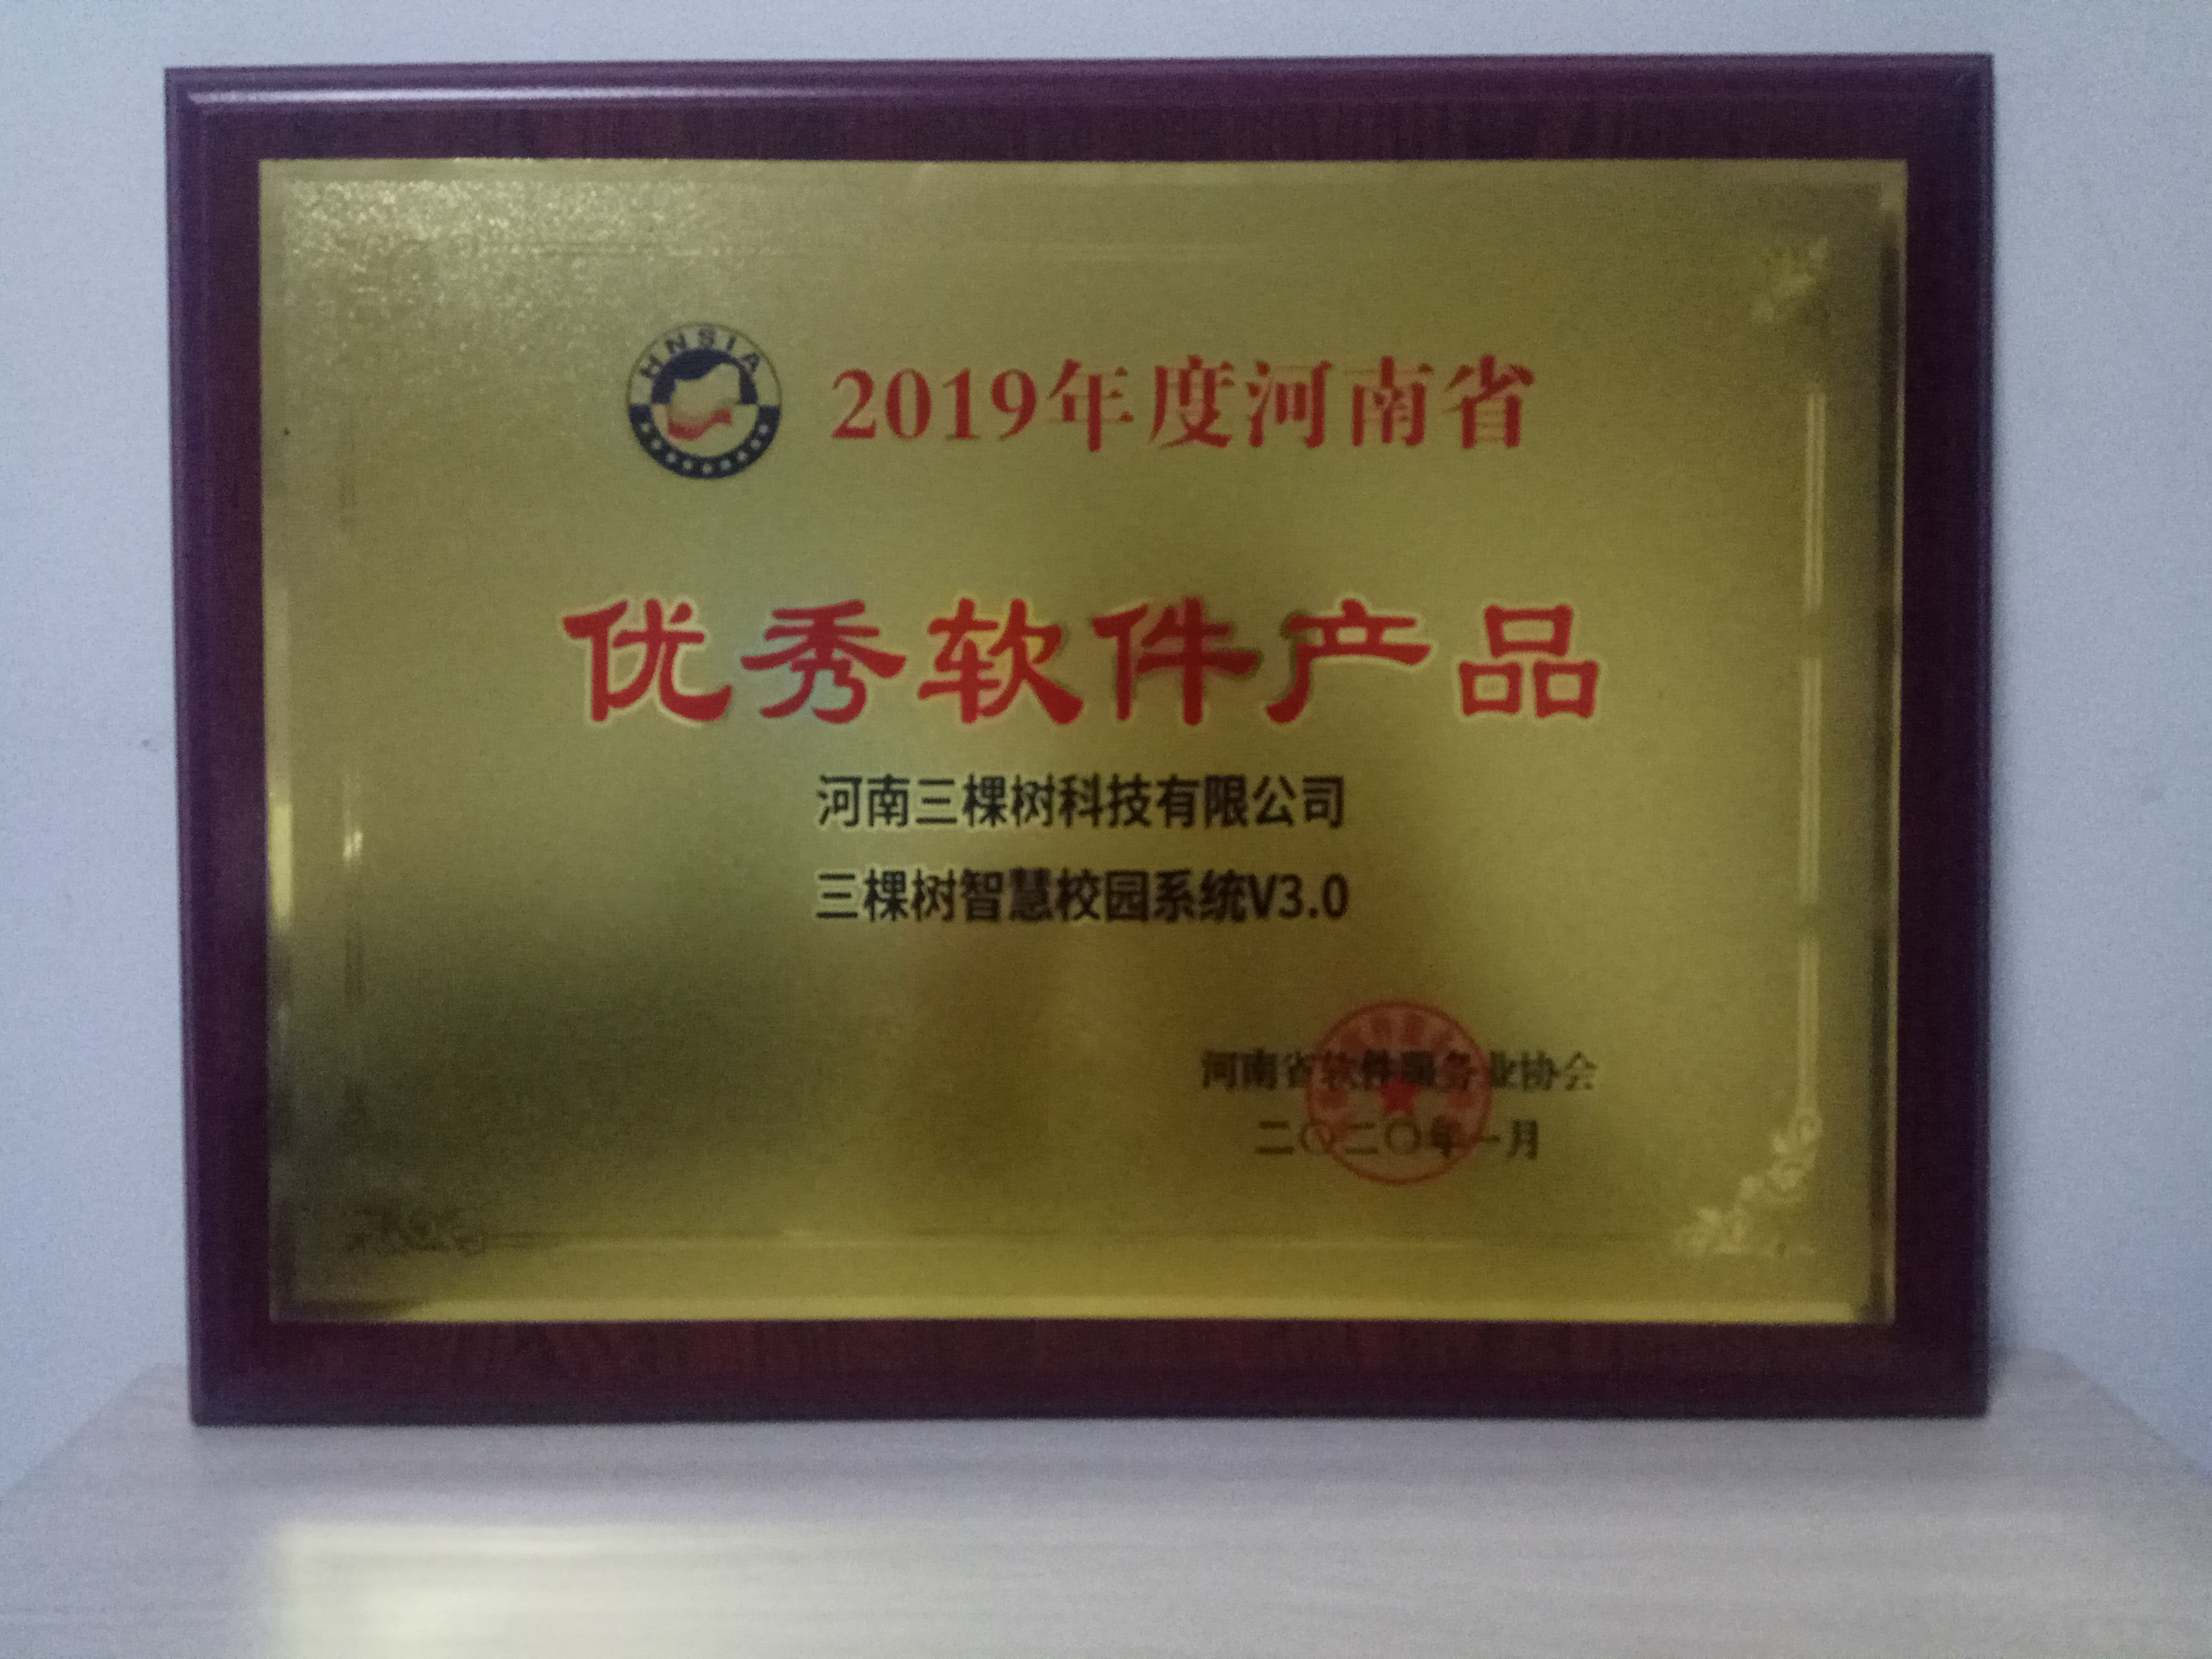 HNSIA
2019年度河南省
优秀软件产品
河南三棵树科技有限公司
三棵树智慧校园系统V3.0
河南省软件服务业协会
二〇二〇年一月